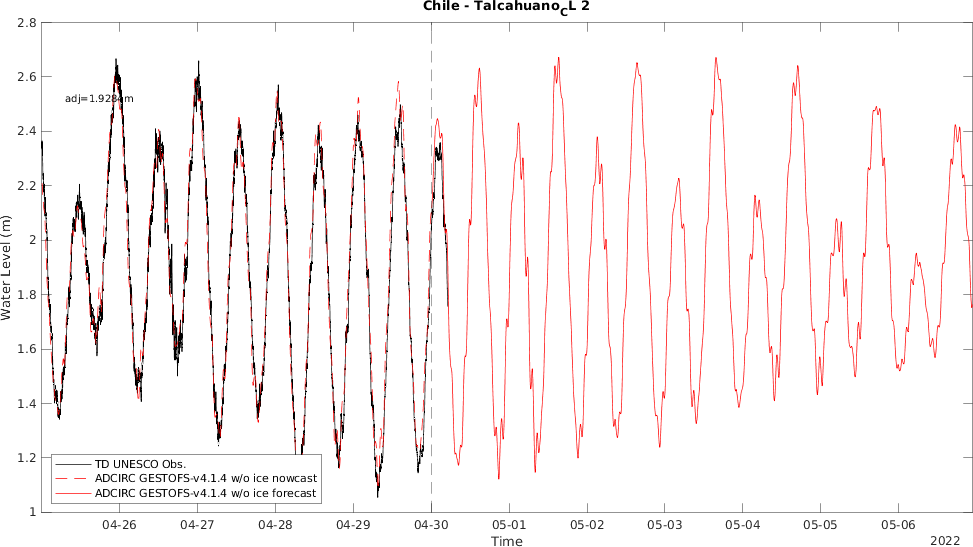 Chile - TalcahuanoCL 2
2.8
2.6
adj=1.928m
2.4
2.2
2
1.8
1.6
1.4
1.2
1
Water Level (m)
TD UNESCO Obs.
ADCIRC GESTOFS-v4.1.4 w/o ice nowcast
ADCIRC GESTOFS-v4.1.4 w/o ice forecast
04-26 04-27 04-28 04-29 04-30 05-01 05-02 05-03 05-04 05-05 05-06
Time
2022